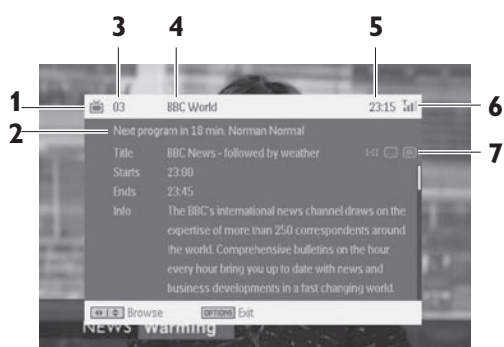 3 4 5
1 03 BBC World 23:15 6
2 Next program in 18 min. Norman Normal
Title BBC News - followed by weather 7
Starts 23:00
Ends 23:45
Info The BBC's international news channel draws on the
expertise of more than 250 correspondents around
the world. Comprehensive bulletins on the hour
every hour bring you up to date with news and
business developments in a fast changing world.
Browse OPTIONS Exit
NEWS Warming